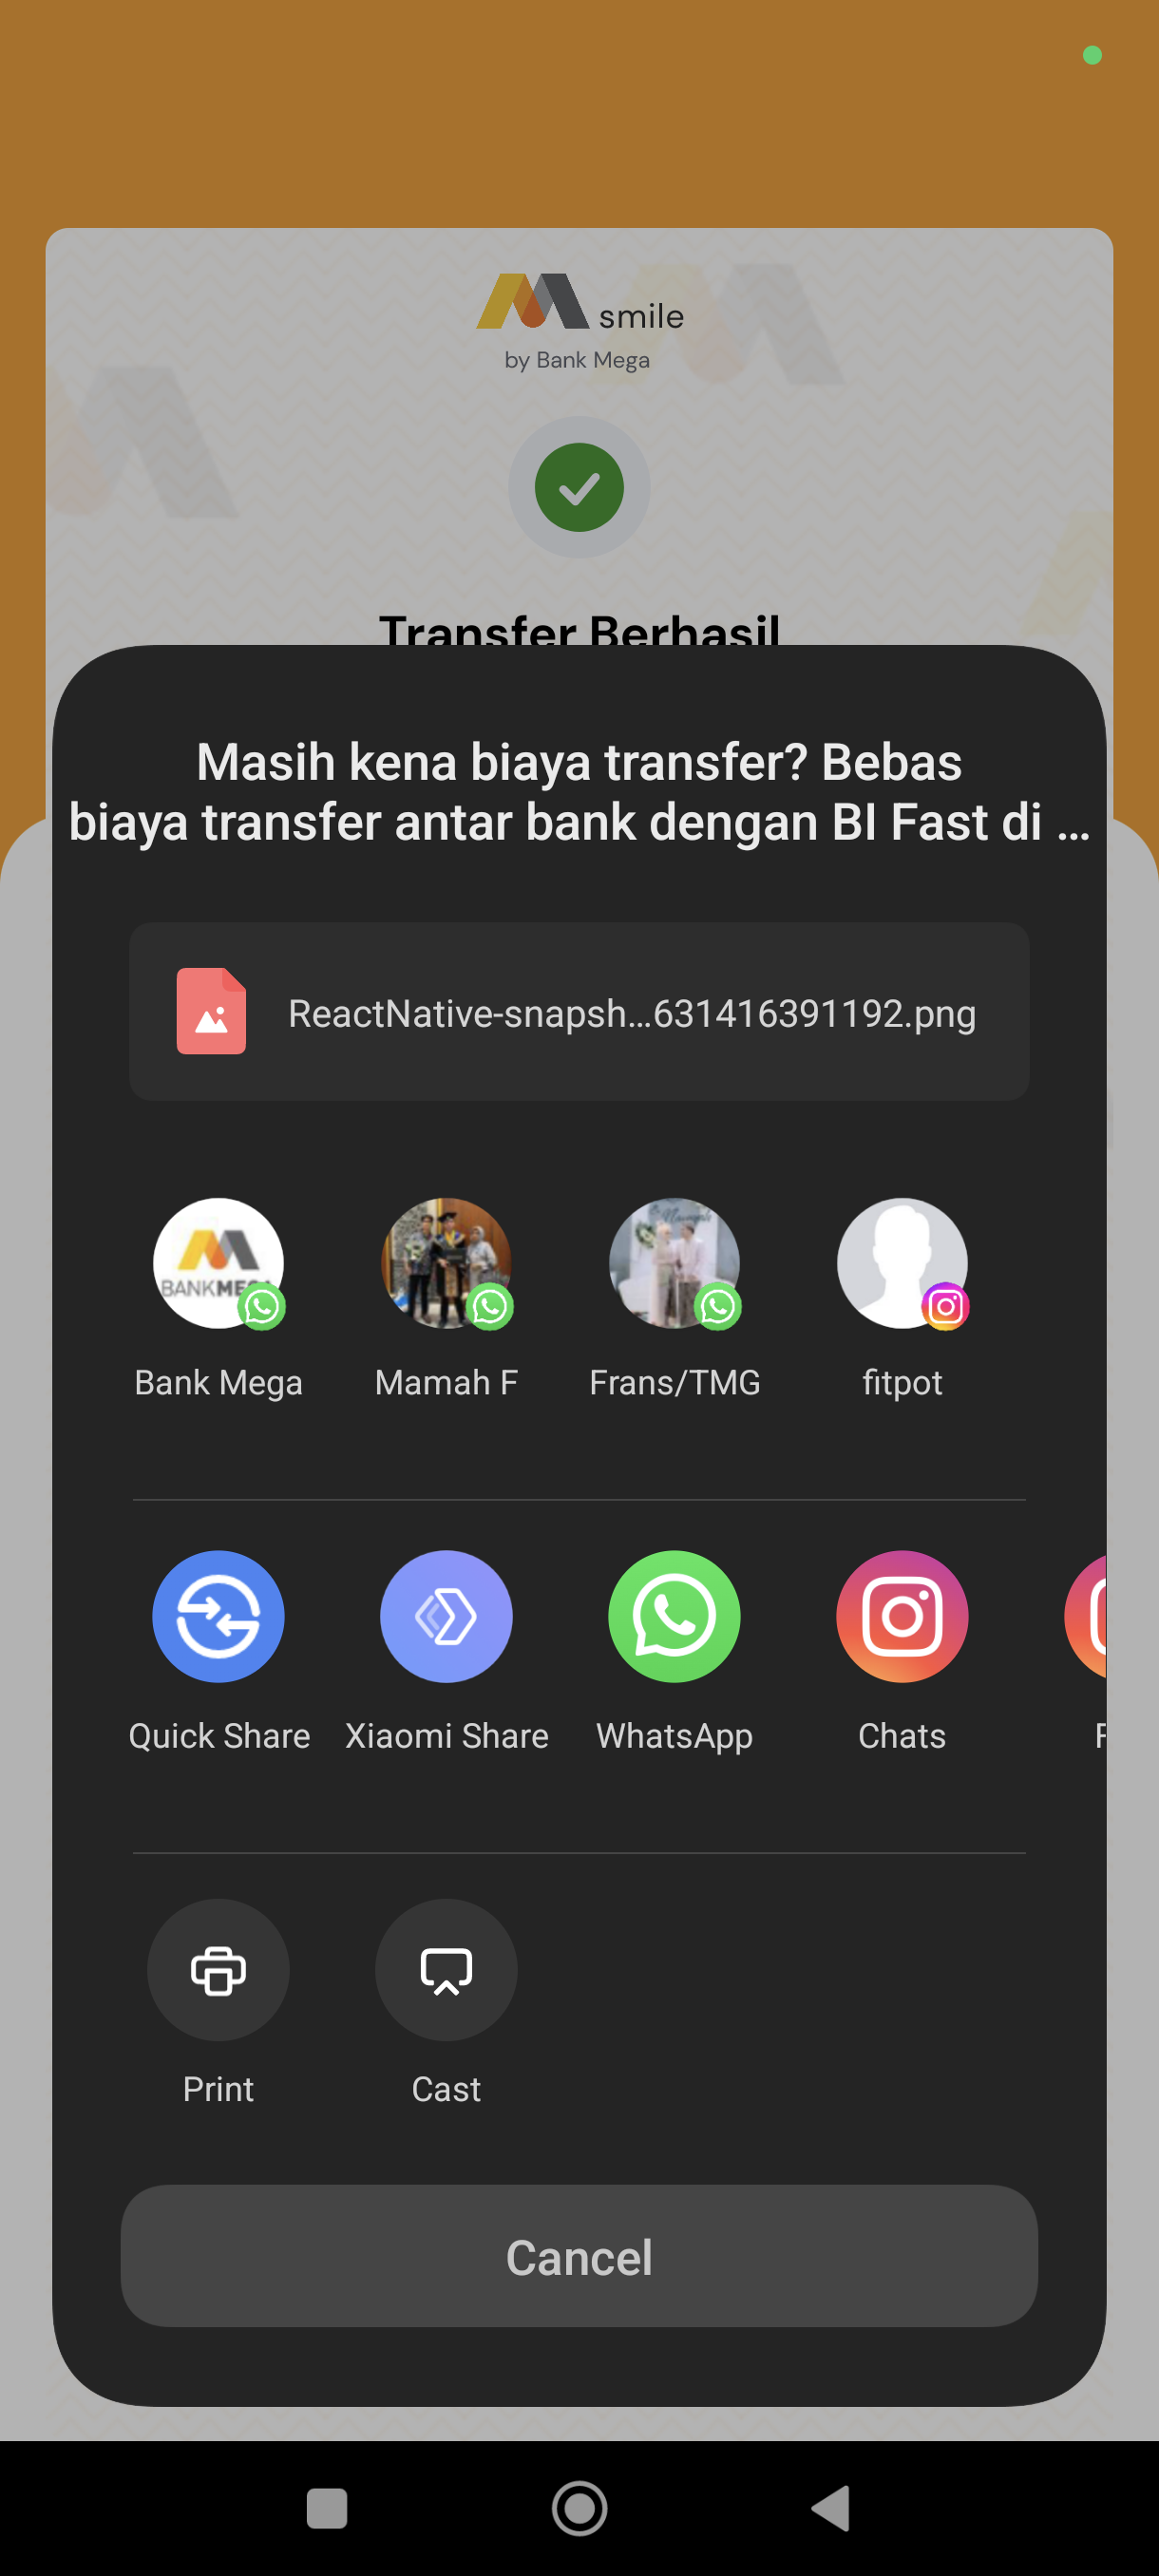 smile
by Bank Mega
Transfer Berhasil
Masih kena biaya transfer? Bebas
biaya transfer antar bank dengan BI Fast di ...
ReactNative-snapsh...631416391192.png
BANKMEGA
Bank Mega
Mamah F
Frans/TMG
fitpot
Quick Share
Xiaomi Share
WhatsApp
Chats
Print
Cast
Cancel